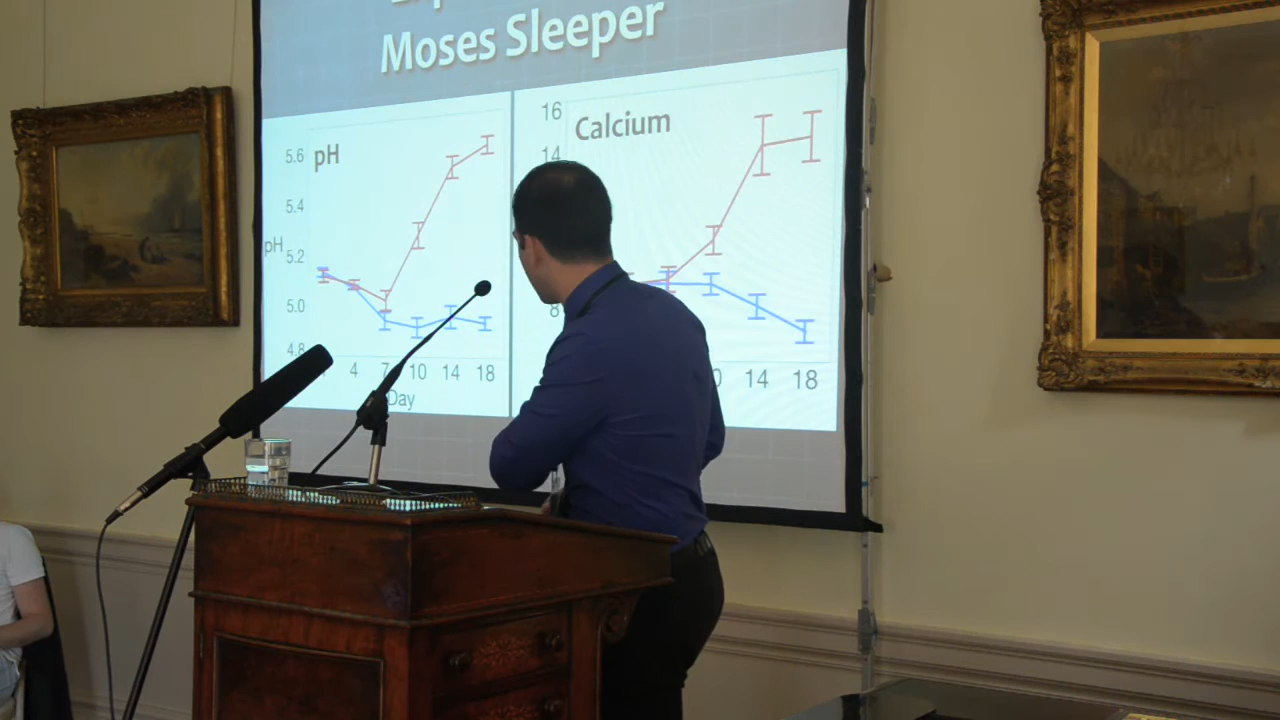 Moses Sleeper
pH
5.6
5.4
pH 5.2
5.0
4.8
4 7 10 14 18
Day
Calcium
16
14
8
0 14 18